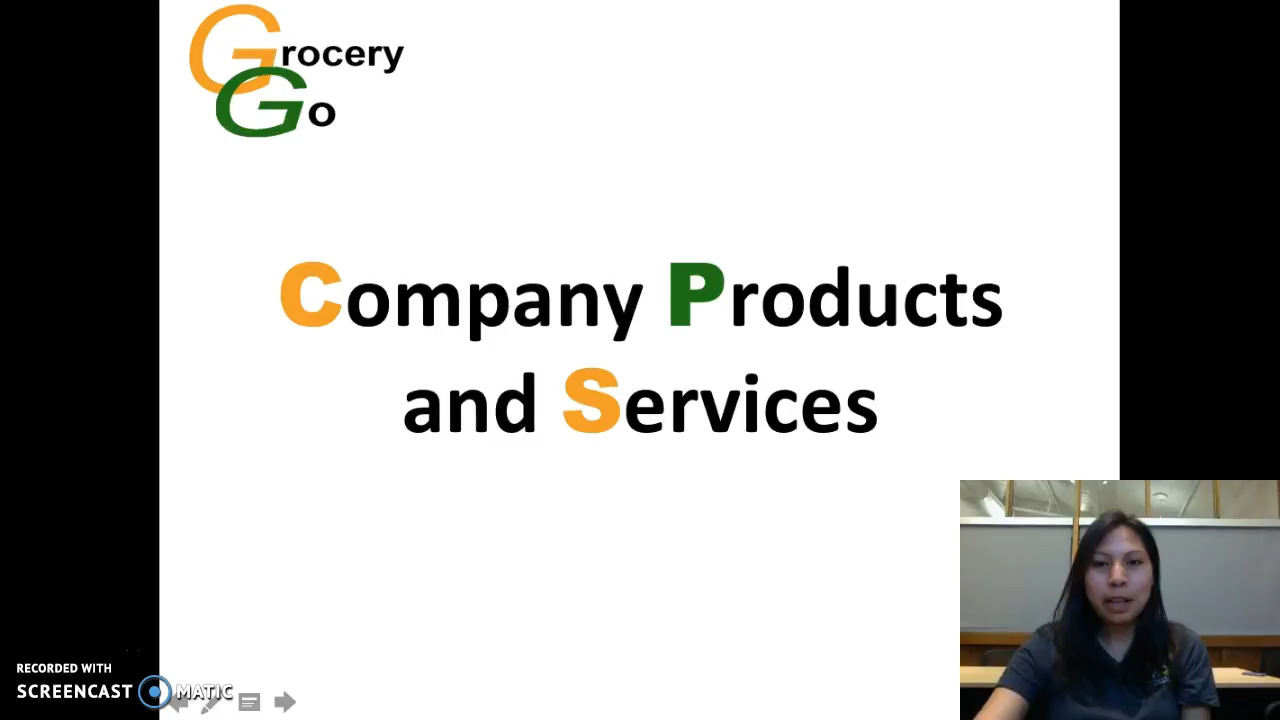 Grocery
Go
Company Products
and Services
RECORDED WITH
SCREENCAST MATIC